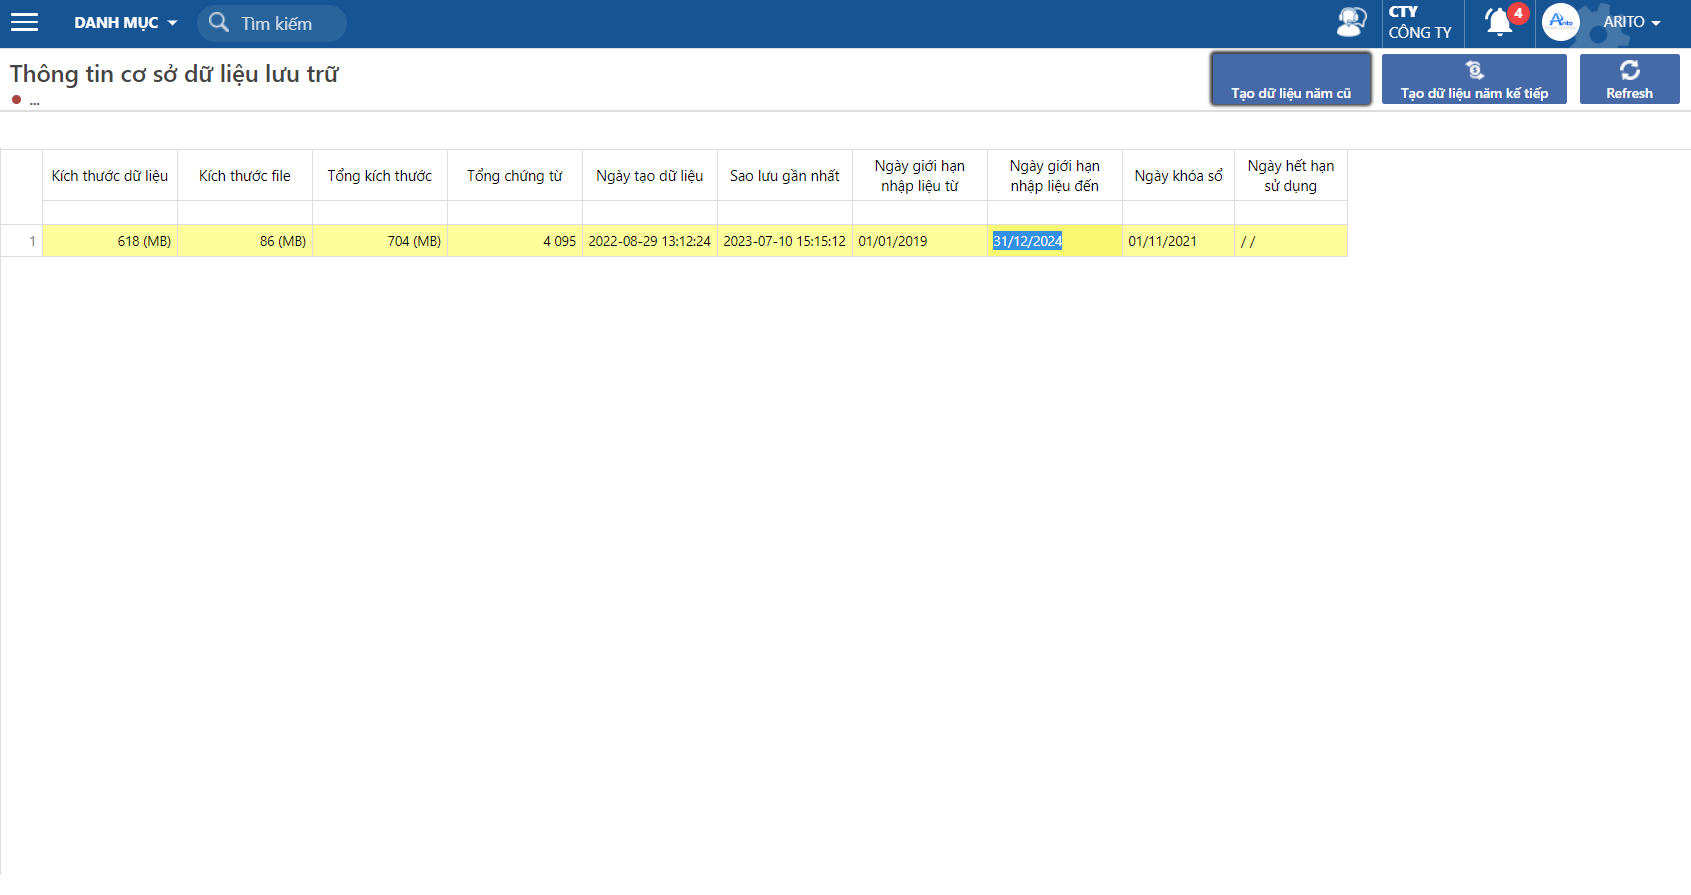 DANH MỤC
Tìm kiếm
CTY
CÔNG TY
4
Arito
ARITO
Thông tin cơ sở dữ liệu lưu trữ
...
Tạo dữ liệu năm cũ
Tạo dữ liệu năm kế tiếp
Refresh
Kích thước dữ liệu
Kích thước file
Tổng kích thước
Tổng chứng từ
Ngày tạo dữ liệu
Sao lưu gần nhất
Ngày giới hạn
nhập liệu từ
Ngày giới hạn
nhập liệu đến
Ngày khóa sổ
Ngày hết hạn
sử dụng
1 618 (MB) 86 (MB) 704 (MB) 4 095 2022-08-29 13:12:24 2023-07-10 15:15:12 01/01/2019 31/12/2024 01/11/2021 / /